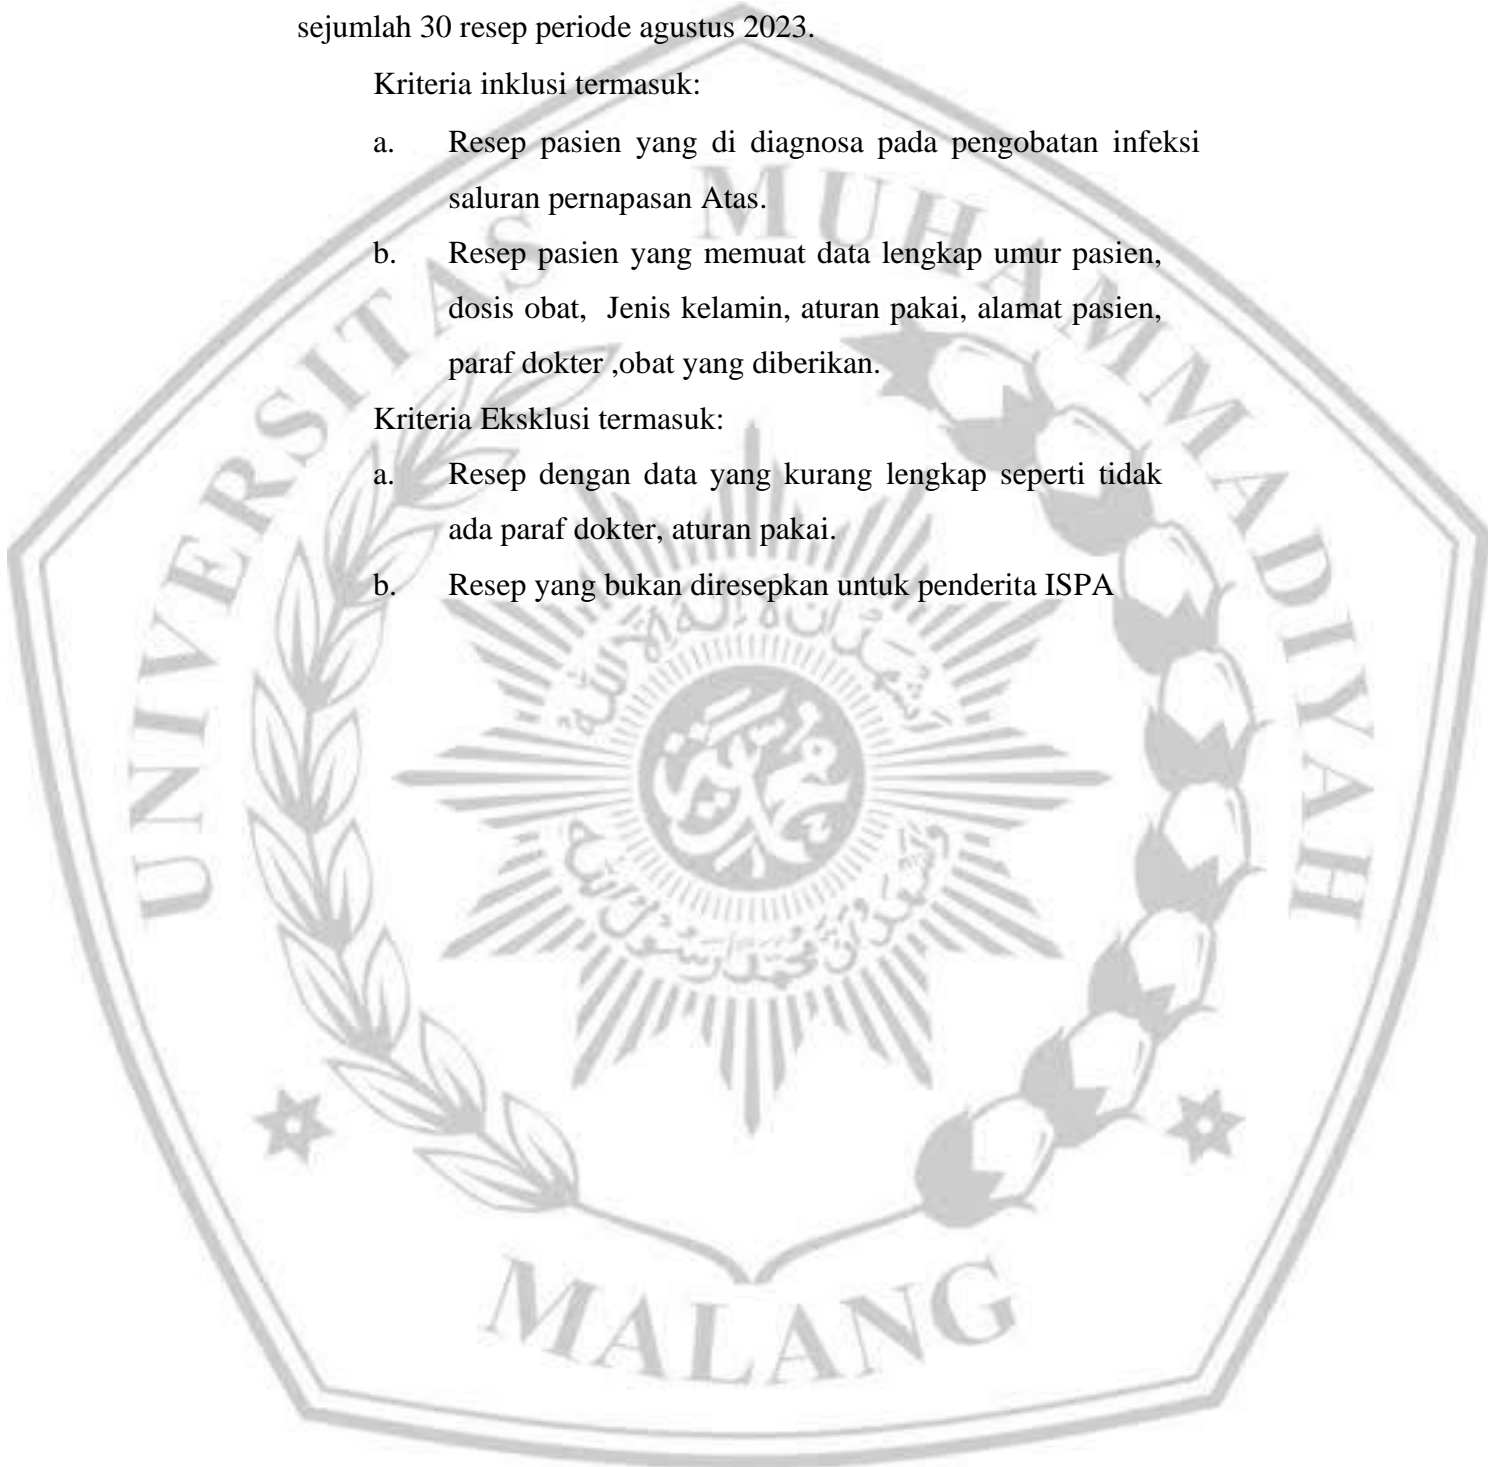 sejumlah 30 resep periode agustus 2023.
Kriteria inklusi termasuk:
a. Resep pasien yang di diagnosa pada pengobatan infeksi
saluran pernapasan Atas.
b. Resep pasien yang memuat data lengkap umur pasien,
dosis obat, Jenis kelamin, aturan pakai, alamat pasien,
paraf dokter ,obat yang diberikan.
Kriteria Eksklusi termasuk:
a. Resep dengan data yang kurang lengkap seperti tidak
ada paraf dokter, aturan pakai.
b. Resep yang bukan diresepkan untuk penderita ISPA
UNIVERSITAS MUHAMMADIYAH
MALANG